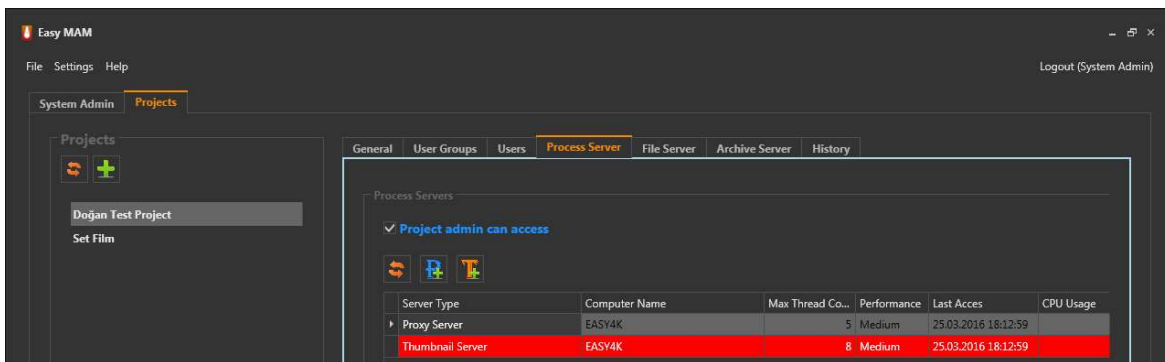 Easy MAM
File Settings Help
Logout (System Admin)
System Admin Projects
Projects
General User Groups Users Process Server File Server Archive Server History
Process Servers
Doğan Test Project
Set Film
Project admin can access
Server Type Computer Name Max Thread Co... Performance Last Acces CPU Usage
Proxy Server EASY4K 5 Medium 25.03.2016 18:12:59
Thumbnail Server EASY4K 8 Medium 25.03.2016 18:12:59